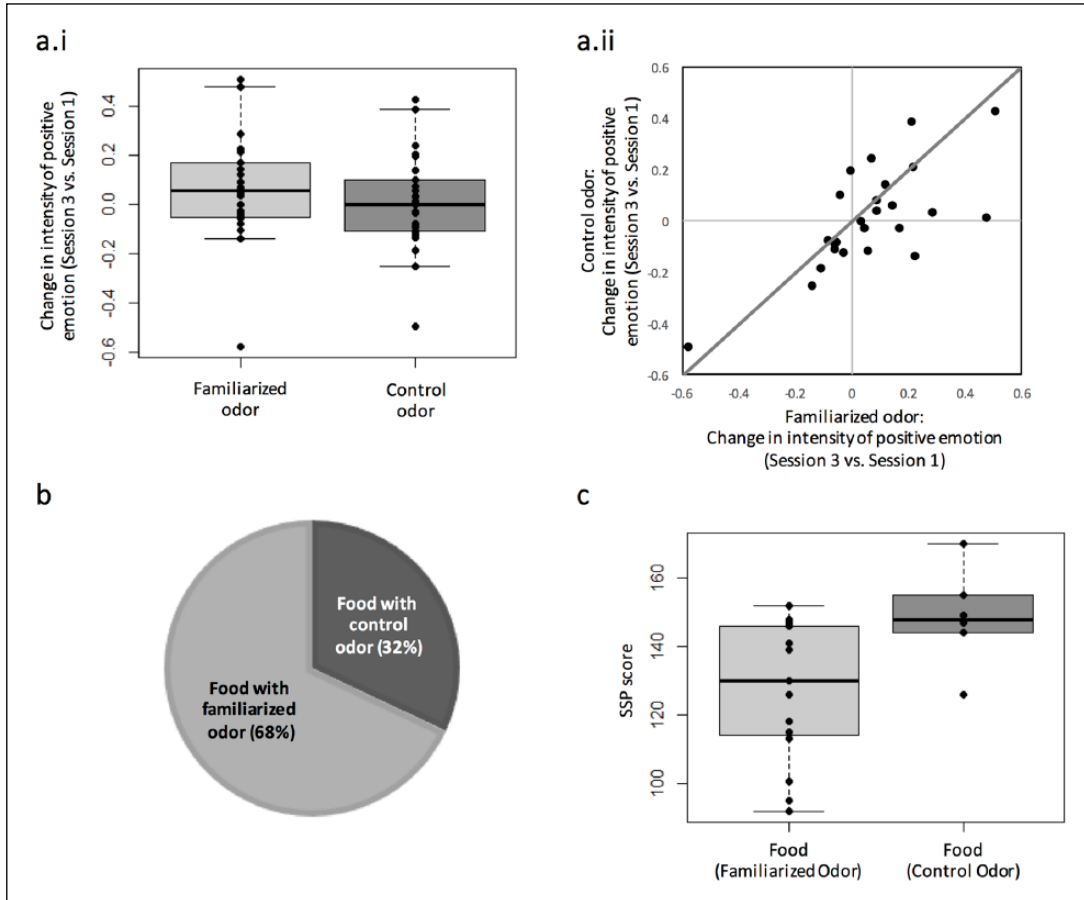 a.i
Change in intensity of positive
emotion (Session 3 vs. Session 1)
0.4
0.2
0.0
-0.2
-0.4
-0.6
Familiarized
odor
Control
odor
a.ii
Control odor:
Change in intensity of positive
emotion (Session 3 vs. Session 1)
0.6
0.4
0.2
0
-0.2
-0.4
-0.6
-0.6
-0.4
-0.2
0
0.2
0.4
0.6
Familiarized odor:
Change in intensity of positive emotion
(Session 3 vs. Session 1)
b
Food with
control
odor (32%)
Food with
familiarized
odor (68%)
c
SSP score
160
140
120
100
Food
(Familiarized Odor)
Food
(Control Odor)